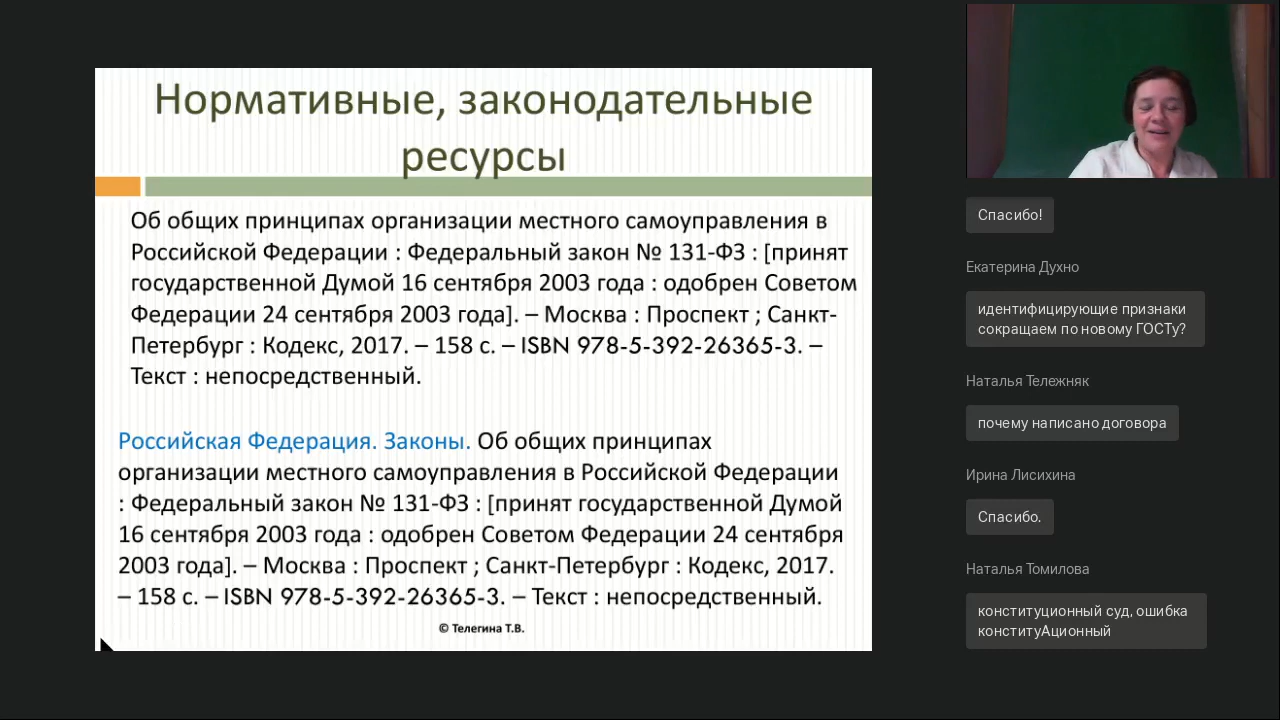 Нормативные, законодательные
ресурсы
Об общих принципах организации местного самоуправления в
Российской Федерации : Федеральный закон № 131-ФЗ : [принят
государственной Думой 16 сентября 2003 года : одобрен Советом
Федерации 24 сентября 2003 года]. – Москва : Проспект ; Санкт-
Петербург : Кодекс, 2017. – 158 с. – ISBN 978-5-392-26365-3. –
Текст : непосредственный.
Российская Федерация. Законы. Об общих принципах
организации местного самоуправления в Российской Федерации
: Федеральный закон № 131-ФЗ : [принят государственной Думой
16 сентября 2003 года : одобрен Советом Федерации 24 сентября
2003 года]. – Москва : Проспект ; Санкт-Петербург : Кодекс, 2017.
– 158 с. – ISBN 978-5-392-26365-3. – Текст : непосредственный.
© Телегина Т.В.
Спасибо!
Екатерина Духно
идентифицирующие признаки
сокращаем по новому ГОСТу?
Наталья Тележняк
почему написано договора
Ирина Лисихина
Спасибо.
Наталья Томилова
конституционный суд, ошибка
конституАционный